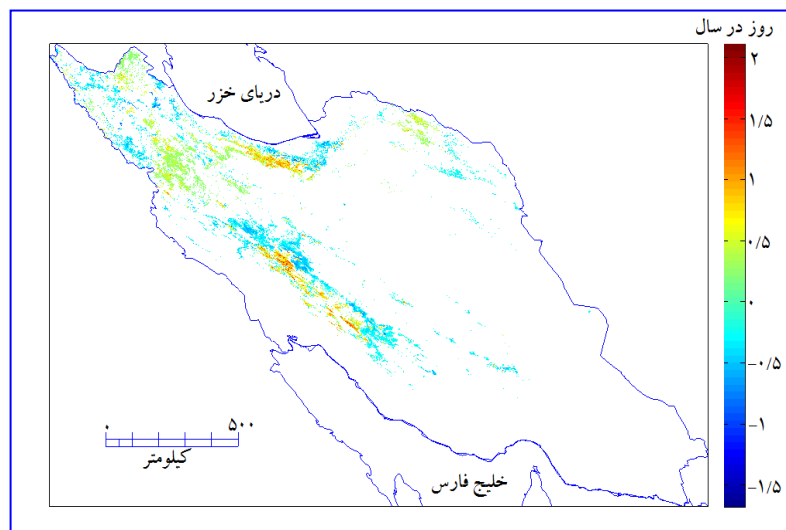 روز در سال
۲
۱/۵
۱
۰/۵
۰
-۰/۵
-۱
-۱/۵
دریای خزر
خلیج فارس
۰ ۵۰۰
کیلومتر